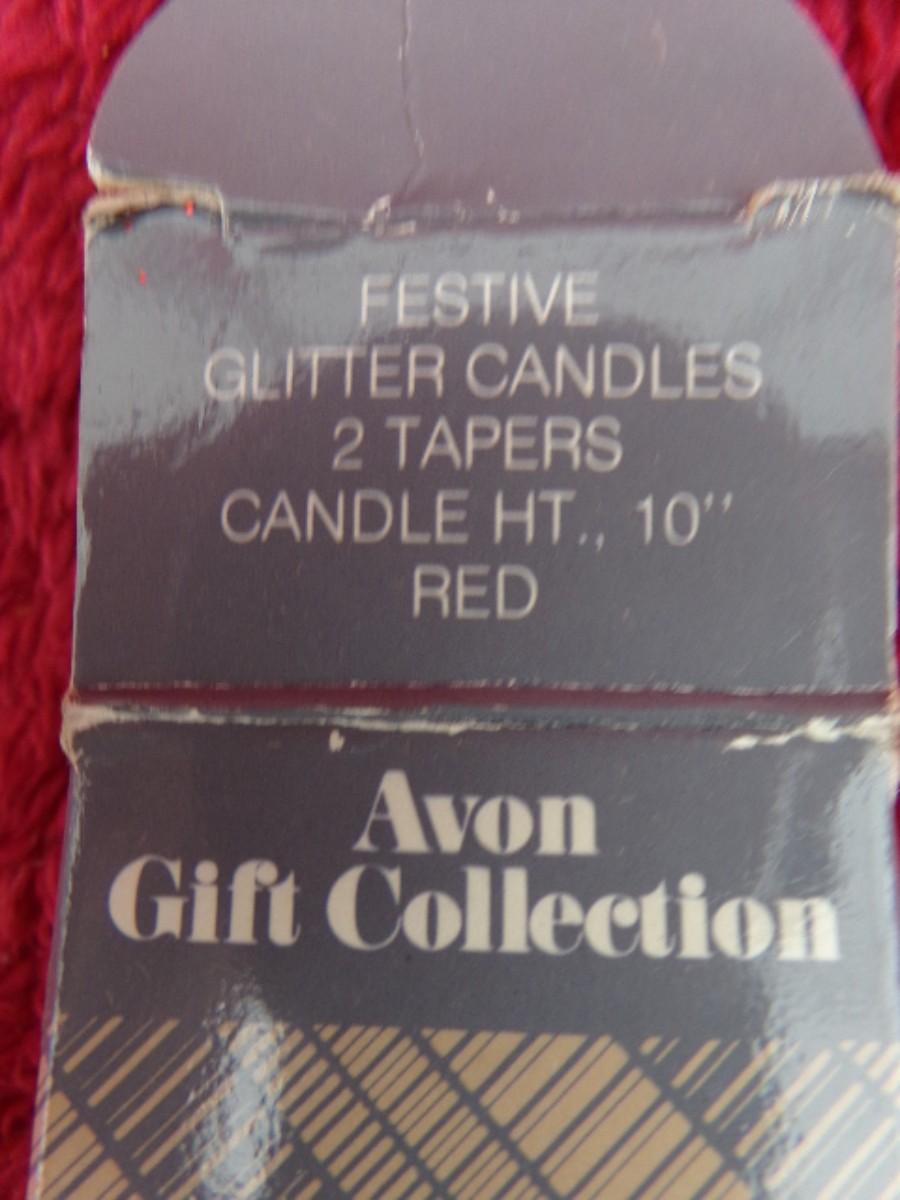 FESTIVE
GLITTER CANDLES
2 TAPERS
CANDLE HT., 10''
RED
Avon
Gift Collection